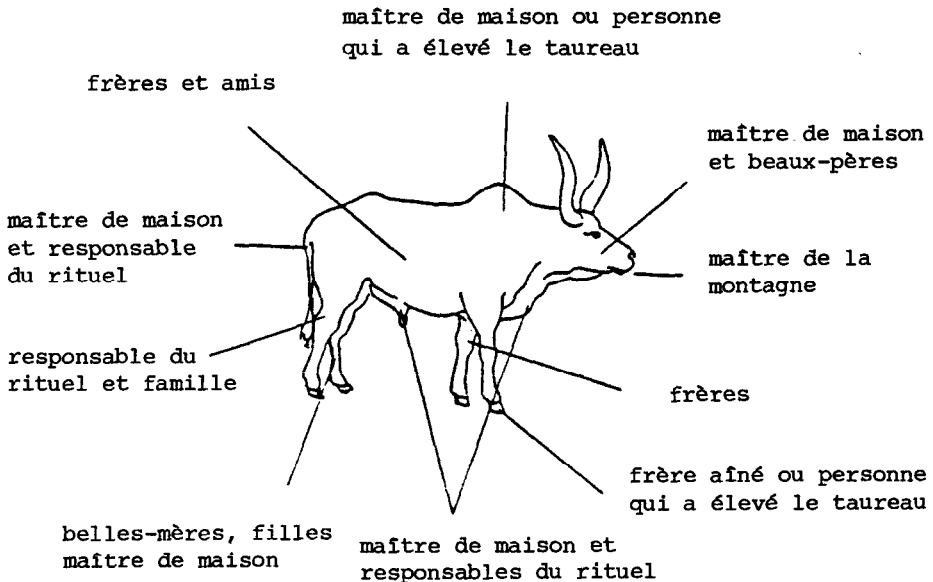 maître de maison ou personne
qui a élevé le taureau
frères et amis
maître de maison
et beaux-pères
maître de maison
et responsable
du rituel
maître de la
montagne
responsable du
rituel et famille
frères
frère aîné ou personne
qui a élevé le taureau
belles-mères, filles
maître de maison
maître de maison et
responsables du rituel